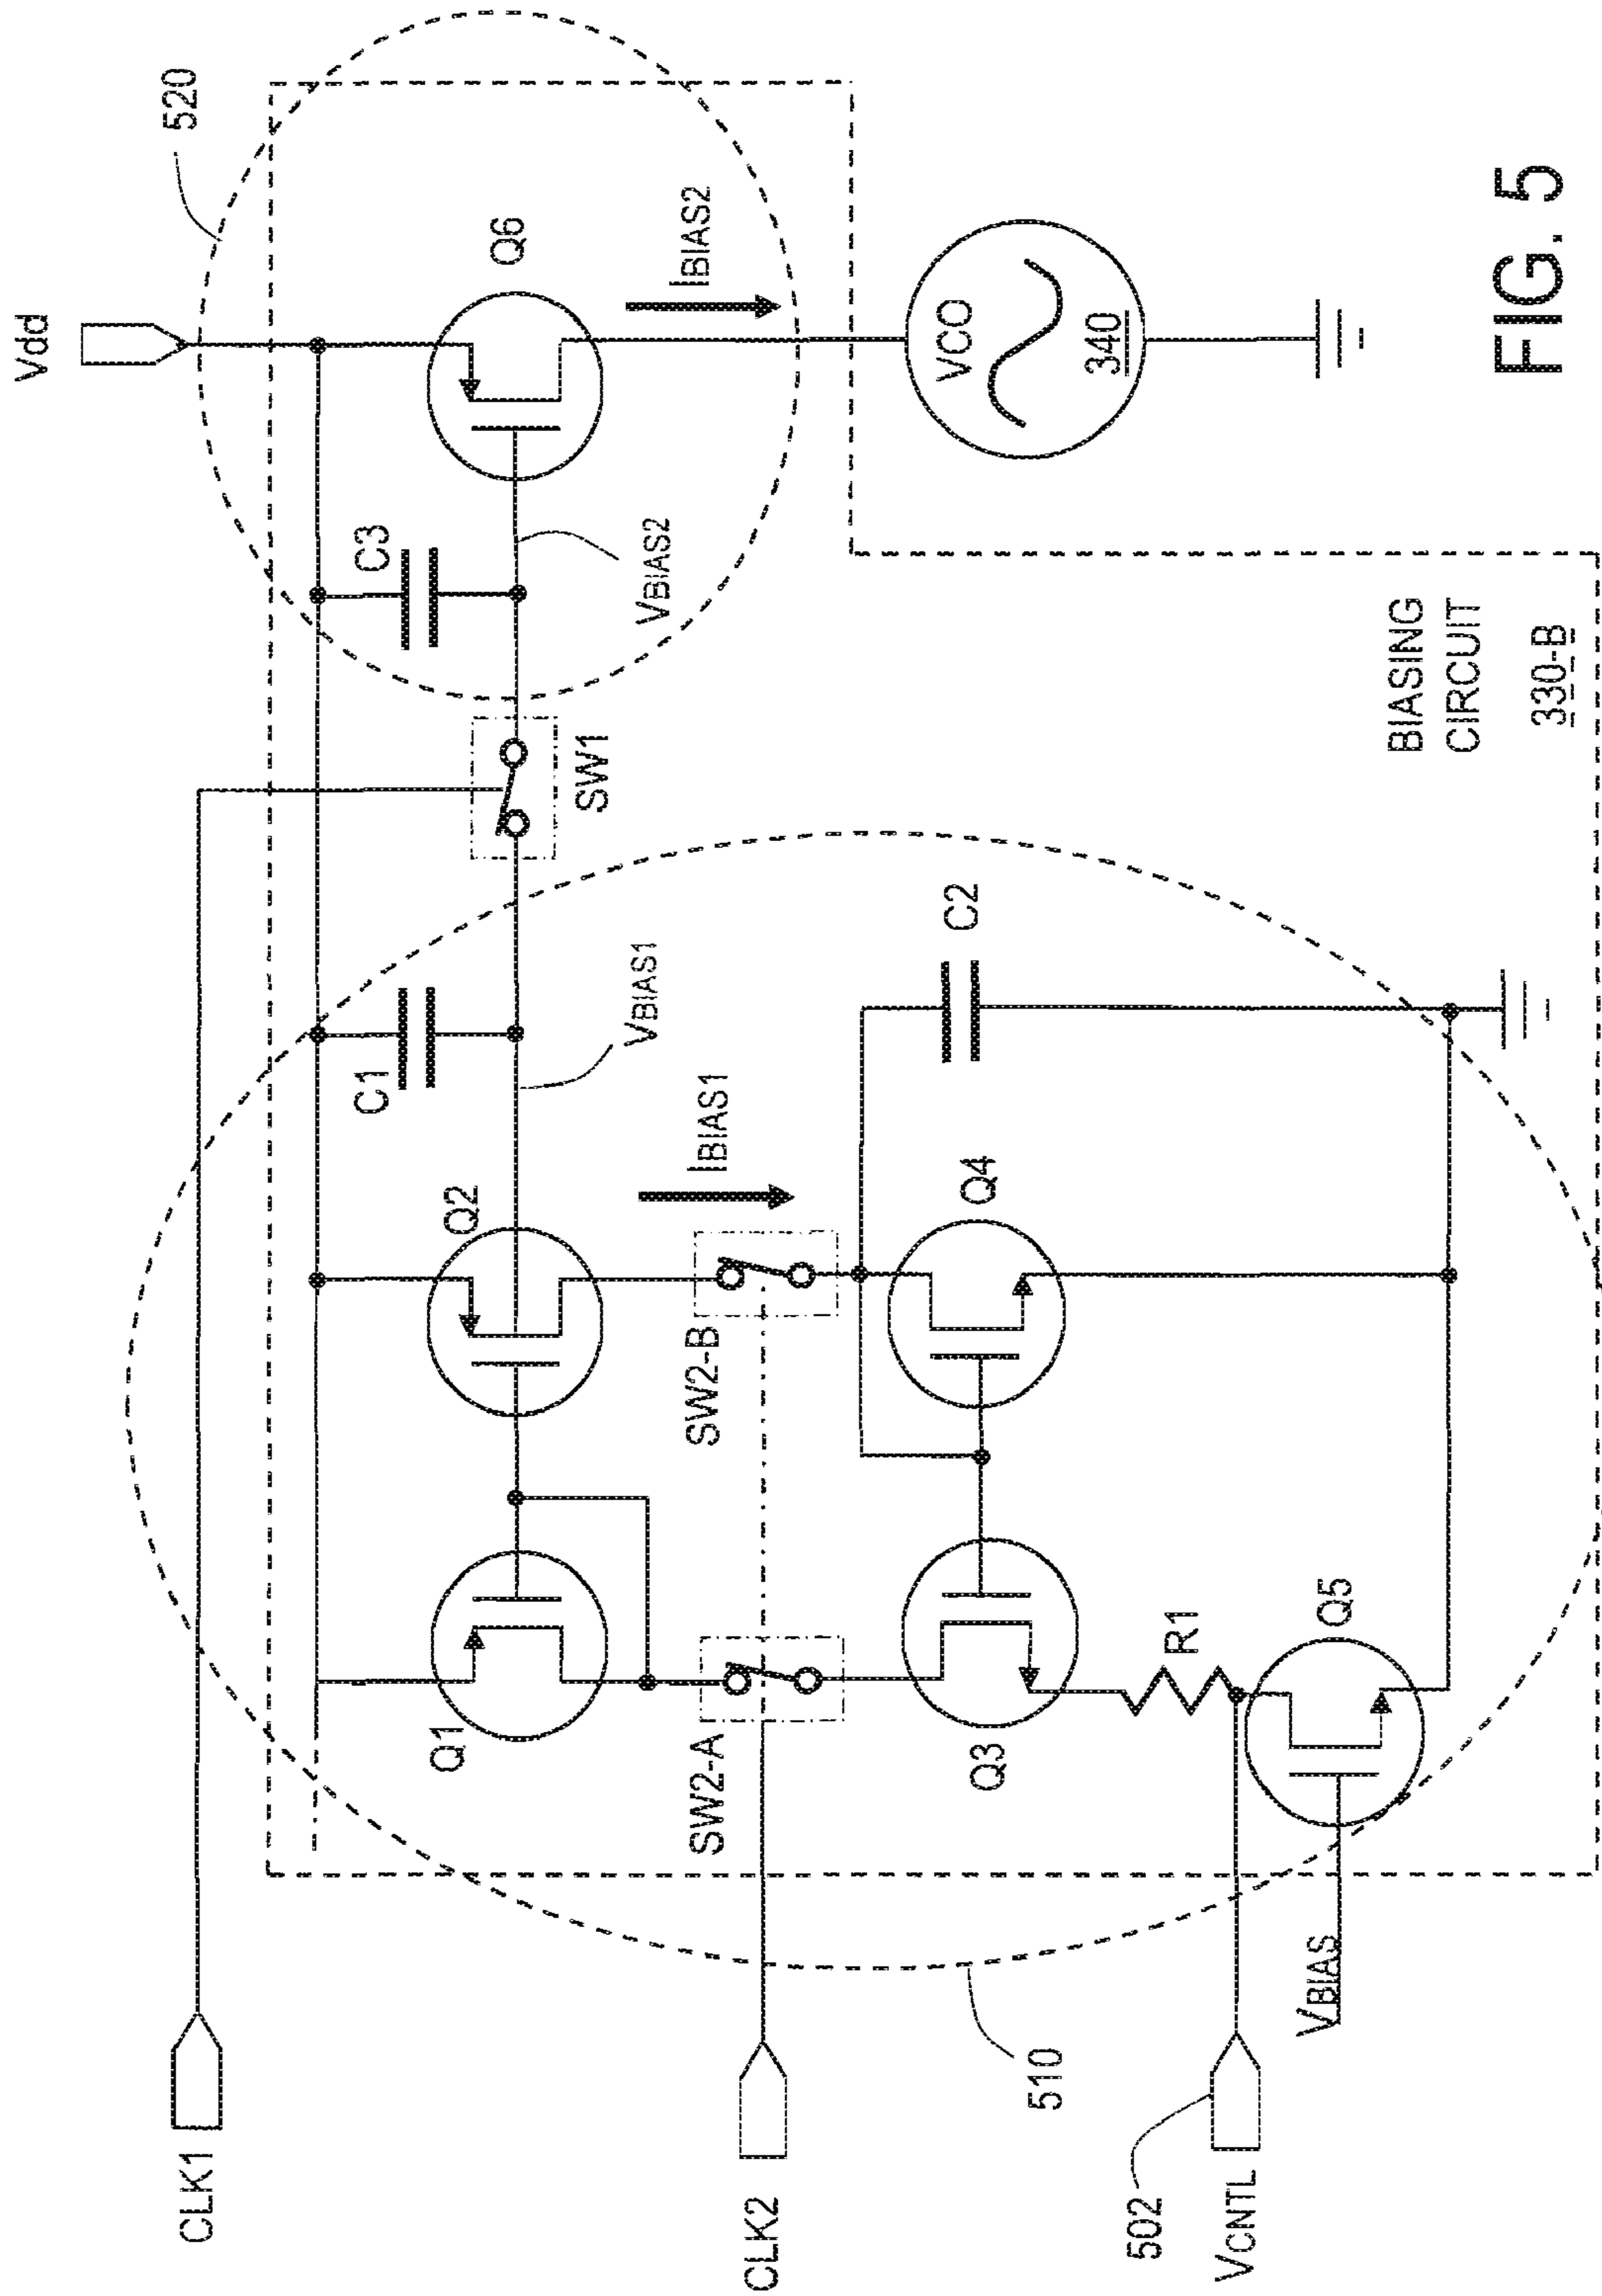 Vdd
520
CLK1
C1
C3
Q1
Q2
Q6
VBIAS1
VBIAS2
SW1
IBIAS1
IBIAS2
SW2-A
SW2-B
CLK2
VCO
340
Q3
Q4
C2
R1
510
502
VCNTL
Q5
VBIAS
BIASING
CIRCUIT
330-B
FIG. 5